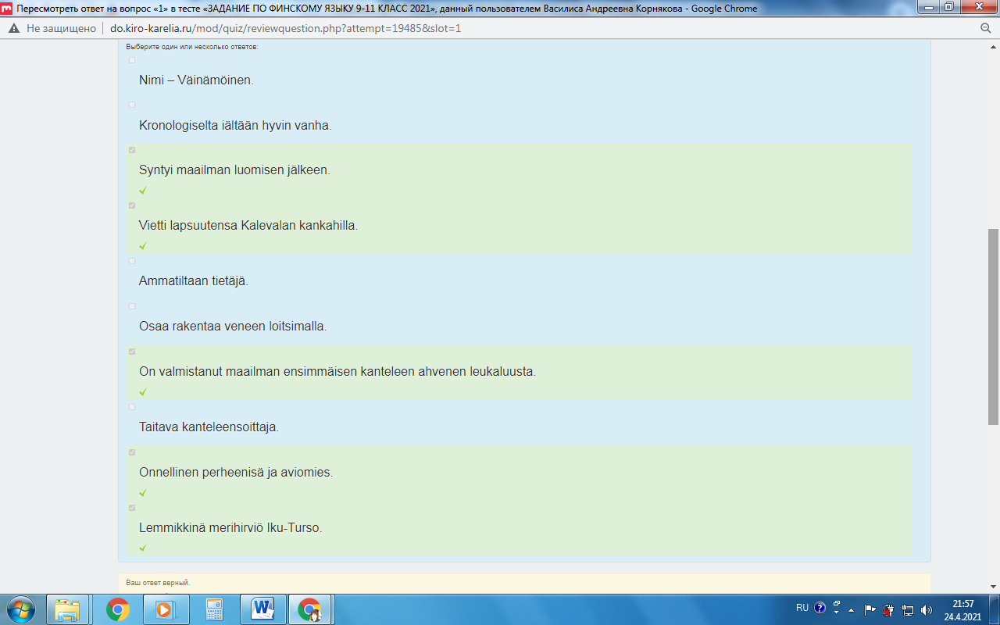 Пересмотреть ответ на вопрос «1» в тесте «ЗАДАНИЕ ПО ФИНСКОМУ ЯЗЫКУ 9-11 КЛАСС 2021», данный пользователем Василиса Андреевна Корнякова - Google Chrome
Не защищено | do.kiro-karelia.ru/mod/quiz/reviewquestion.php?attempt=19485&slot=1
Выберите один или несколько ответов:
Nimi – Väinämöinen.
Kronologiselta iältään hyvin vanha.
Syntyi maailman luomisen jälkeen.
Vietti lapsuutensa Kalevalan kankahilla.
Ammatiltaan tietäjä.
Osaa rakentaa veneen loitsimalla.
On valmistanut maailman ensimmäisen kanteleen ahvenen leukaluusta.
Taitava kanteleensoittaja.
Onnellinen perheenisä ja aviomies.
Lemmikkinä merihirviö Iku-Turso.
Ваш ответ верный.
RU
21:57
24.4.2021